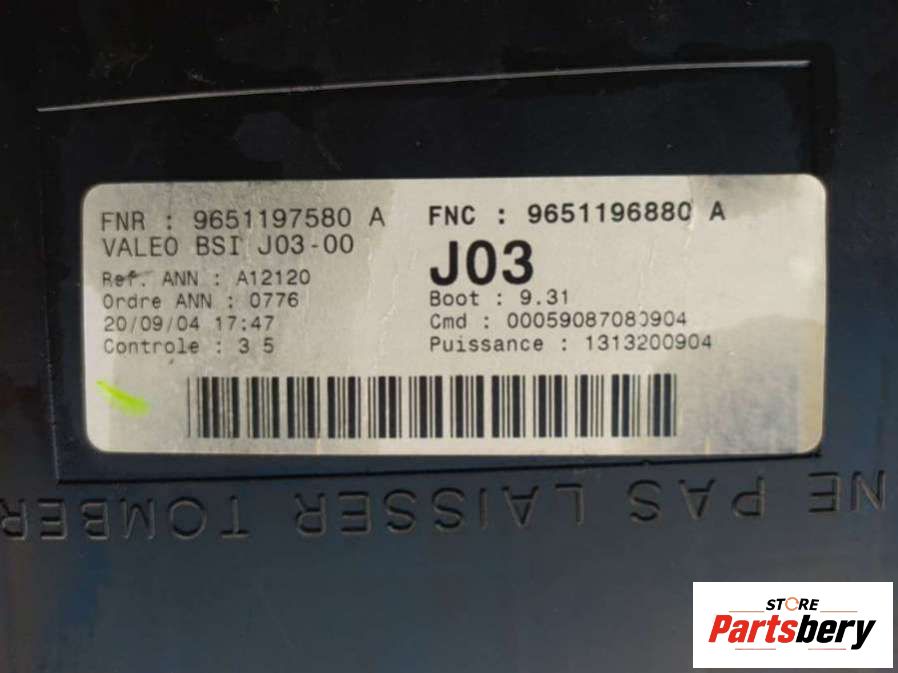 FNR : 9651197580 A
VALEO BSI J03-00
Ref. ANN : A12120
Ordre ANN : 0776
20/09/04 17:47
Controle : 3 5
FNC : 9651196880 A
J03
Boot : 9.31
Cmd : 00059087080904
Puissance : 1313200904
NE PAS LAISSER TOMBER
STORE
Partsbery